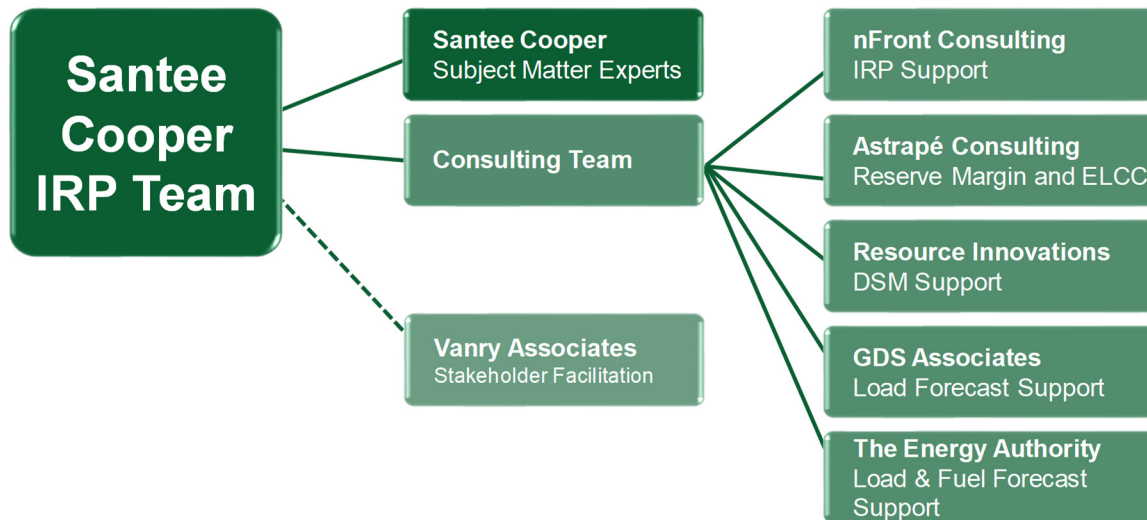 Santee
Cooper
IRP Team
Santee Cooper
Subject Matter Experts
Consulting Team
Vanry Associates
Stakeholder Facilitation
nFront Consulting
IRP Support
Astrapé Consulting
Reserve Margin and ELCC
Resource Innovations
DSM Support
GDS Associates
Load Forecast Support
The Energy Authority
Load & Fuel Forecast
Support